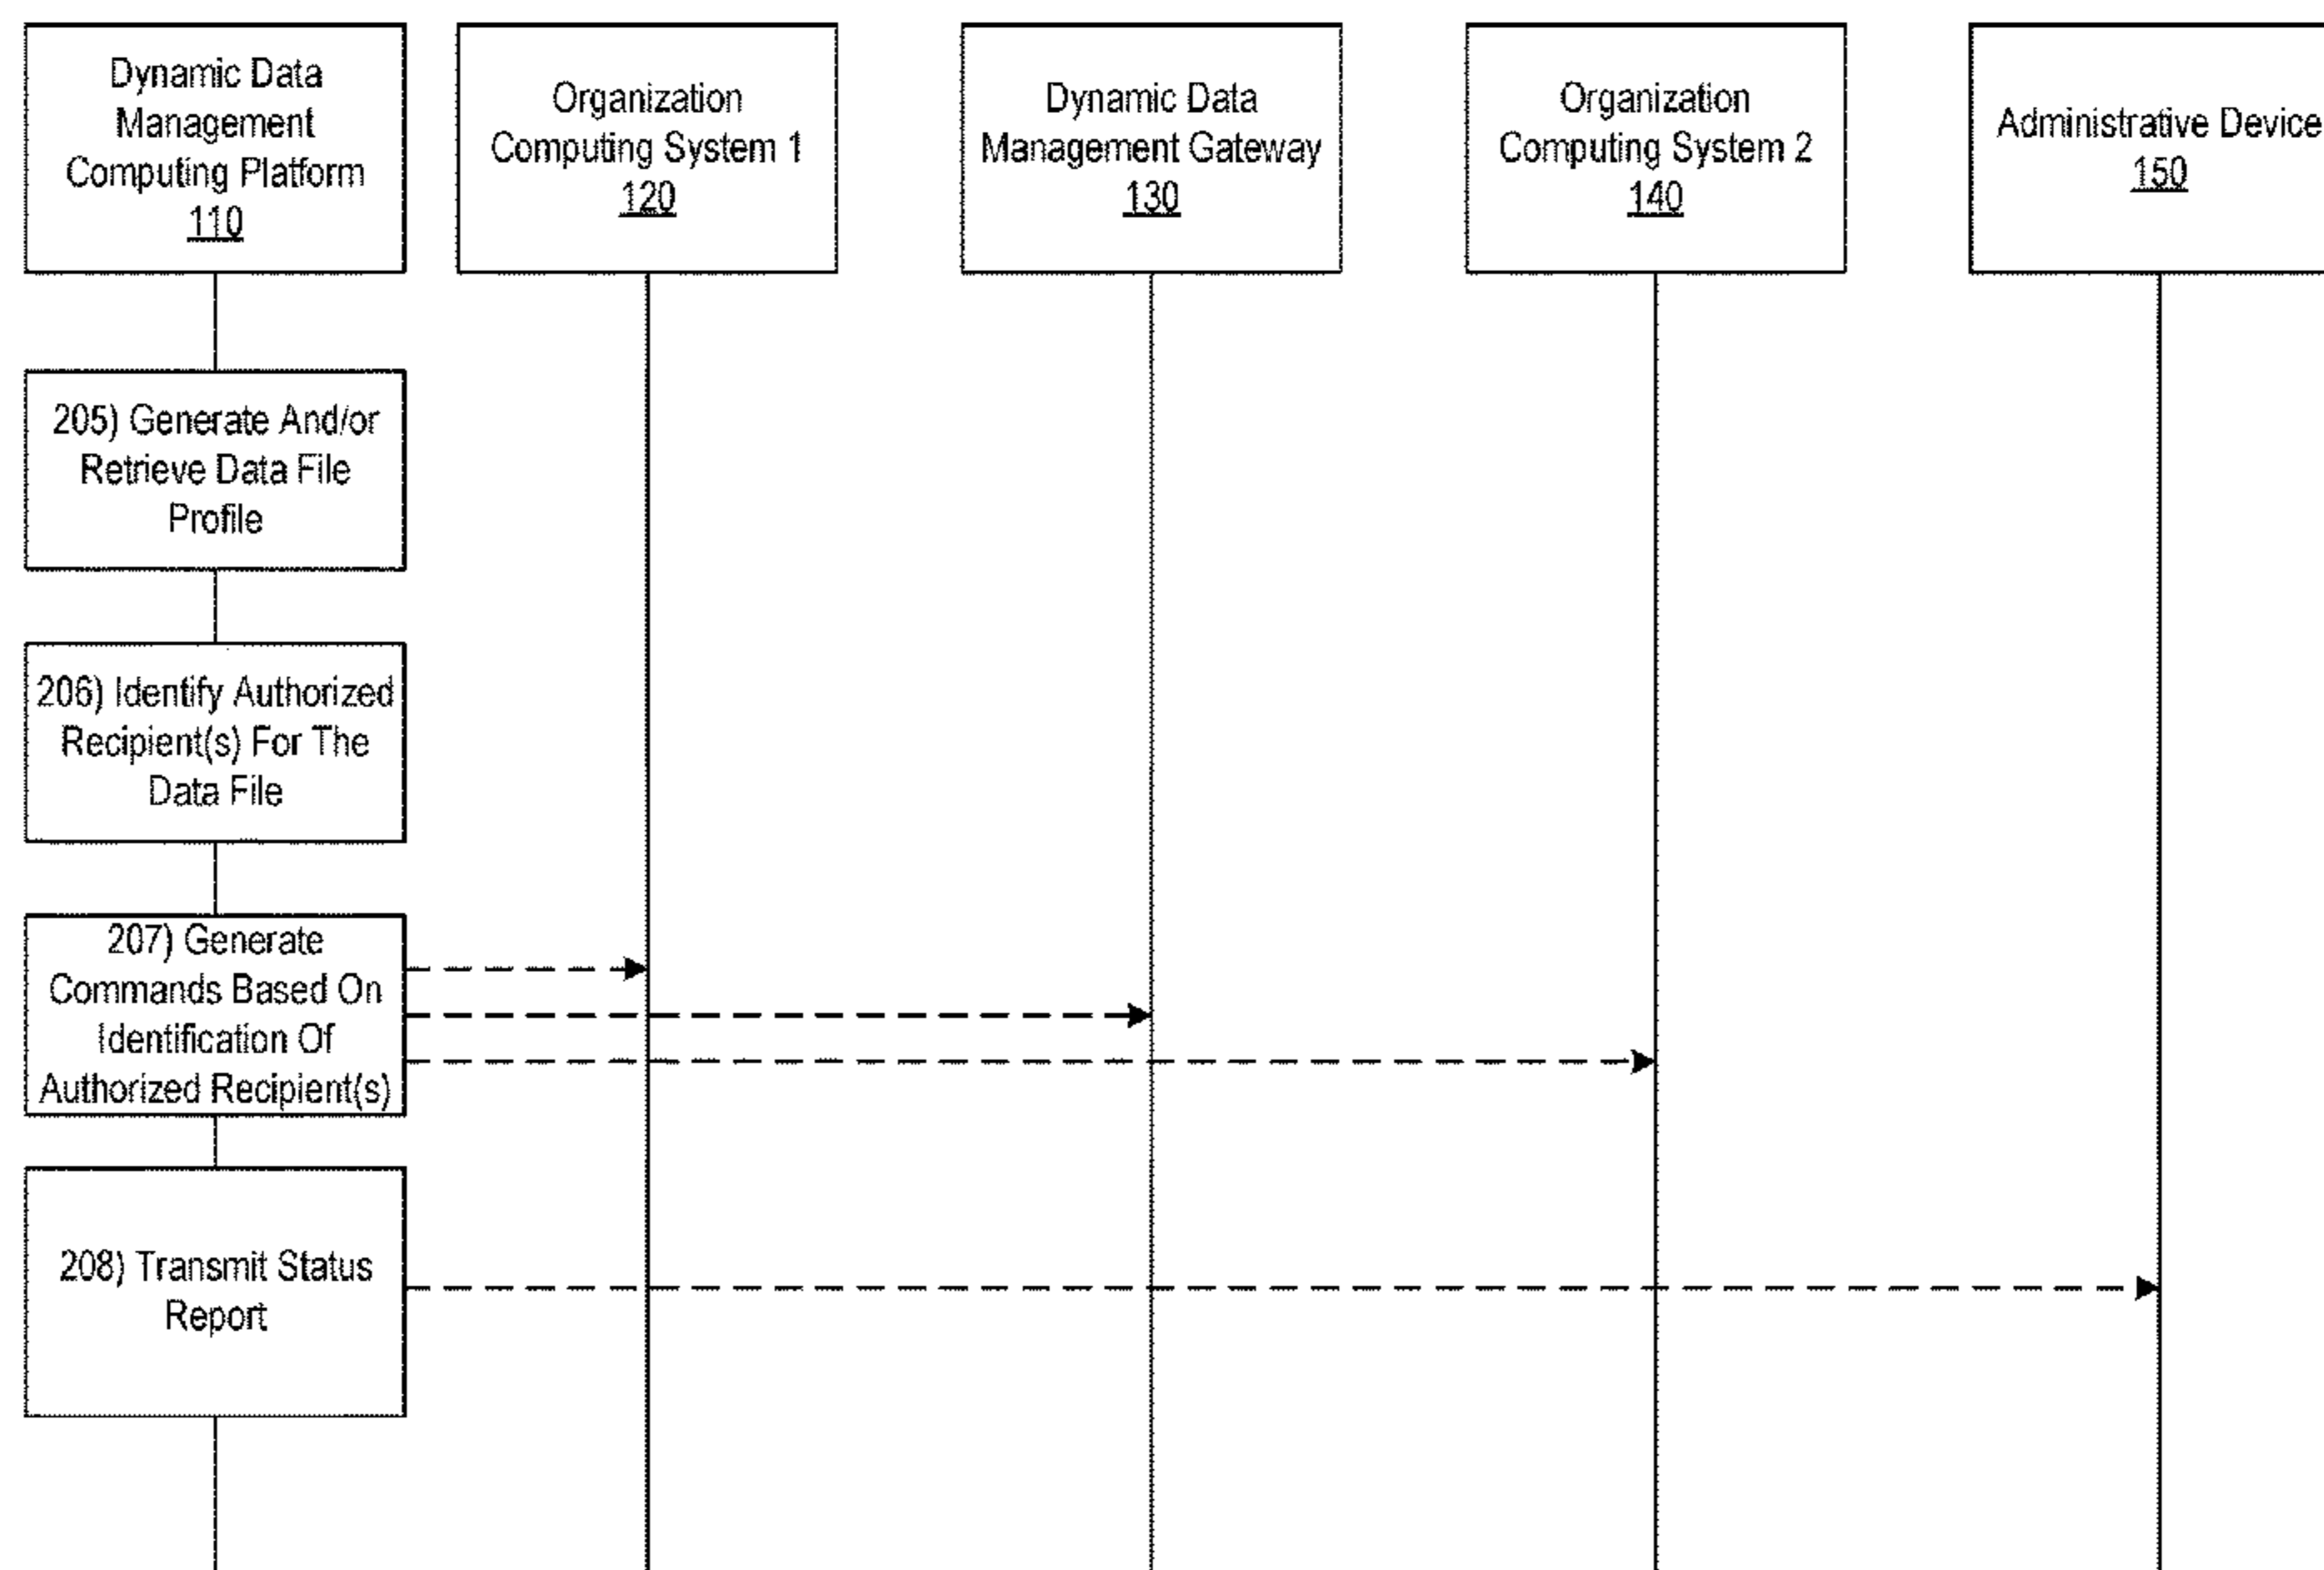 Dynamic Data
Management
Computing Platform
110
Organization
Computing System 1
120
Dynamic Data
Management Gateway
130
Organization
Computing System 2
140
Administrative Device
150
205) Generate And/or
Retrieve Data File
Profile
206) Identify Authorized
Recipient(s) For The
Data File
207) Generate
Commands Based On
Identification Of
Authorized Recipient(s)
208) Transmit Status
Report